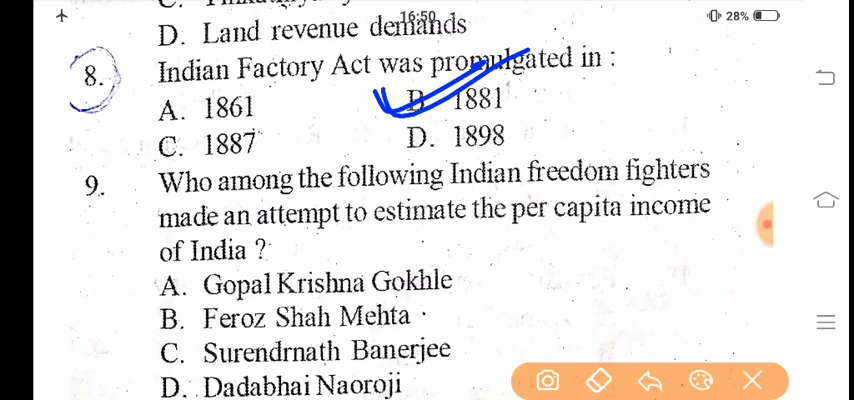 16:50
28%
D. Land revenue demands
8. Indian Factory Act was promulgated in :
A. 1861 B. 1881
C. 1887 D. 1898
9. Who among the following Indian freedom fighters
made an attempt to estimate the per capita income
of India ?
A. Gopal Krishna Gokhle
B. Feroz Shah Mehta
C. Surendrnath Banerjee
D. Dadabhai Naoroji